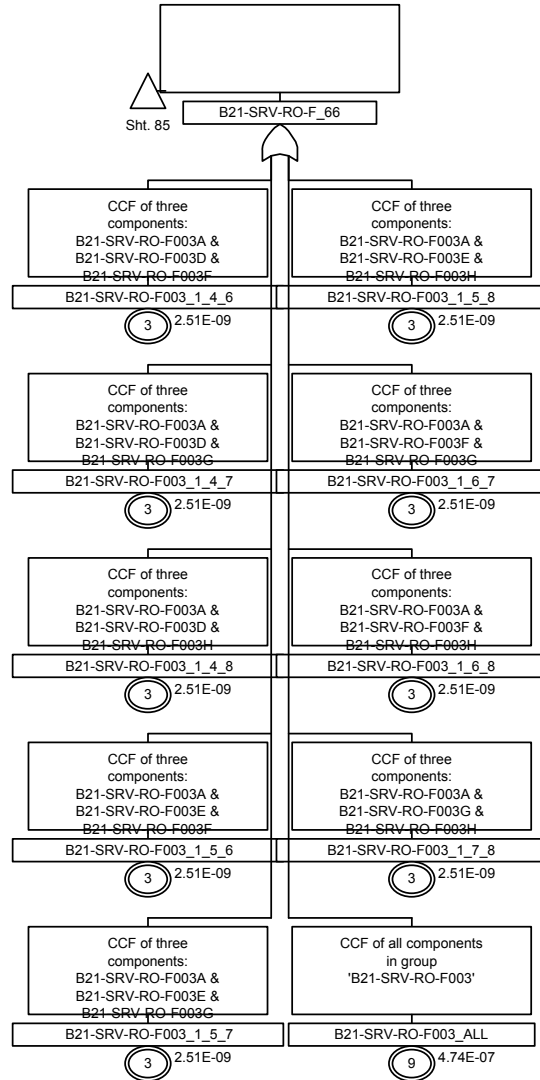 Sht. 85
B21-SRV-RO-F_66
CCF of three
components:
B21-SRV-RO-F003A &
B21-SRV-RO-F003D &
B21-SRV-RO-F003F
B21-SRV-RO-F003_1_4_6
3
2.51E-09
CCF of three
components:
B21-SRV-RO-F003A &
B21-SRV-RO-F003E &
B21-SRV-RO-F003H
B21-SRV-RO-F003_1_5_8
3
2.51E-09
CCF of three
components:
B21-SRV-RO-F003A &
B21-SRV-RO-F003D &
B21-SRV-RO-F003G
B21-SRV-RO-F003_1_4_7
3
2.51E-09
CCF of three
components:
B21-SRV-RO-F003A &
B21-SRV-RO-F003F &
B21-SRV-RO-F003G
B21-SRV-RO-F003_1_6_7
3
2.51E-09
CCF of three
components:
B21-SRV-RO-F003A &
B21-SRV-RO-F003D &
B21-SRV-RO-F003H
B21-SRV-RO-F003_1_4_8
3
2.51E-09
CCF of three
components:
B21-SRV-RO-F003A &
B21-SRV-RO-F003F &
B21-SRV-RO-F003H
B21-SRV-RO-F003_1_6_8
3
2.51E-09
CCF of three
components:
B21-SRV-RO-F003A &
B21-SRV-RO-F003E &
B21-SRV-RO-F003F
B21-SRV-RO-F003_1_5_6
3
2.51E-09
CCF of three
components:
B21-SRV-RO-F003A &
B21-SRV-RO-F003G &
B21-SRV-RO-F003H
B21-SRV-RO-F003_1_7_8
3
2.51E-09
CCF of three
components:
B21-SRV-RO-F003A &
B21-SRV-RO-F003E &
B21-SRV-RO-F003G
B21-SRV-RO-F003_1_5_7
3
2.51E-09
CCF of all components
in group
'B21-SRV-RO-F003'
B21-SRV-RO-F003_ALL
9
4.74E-07